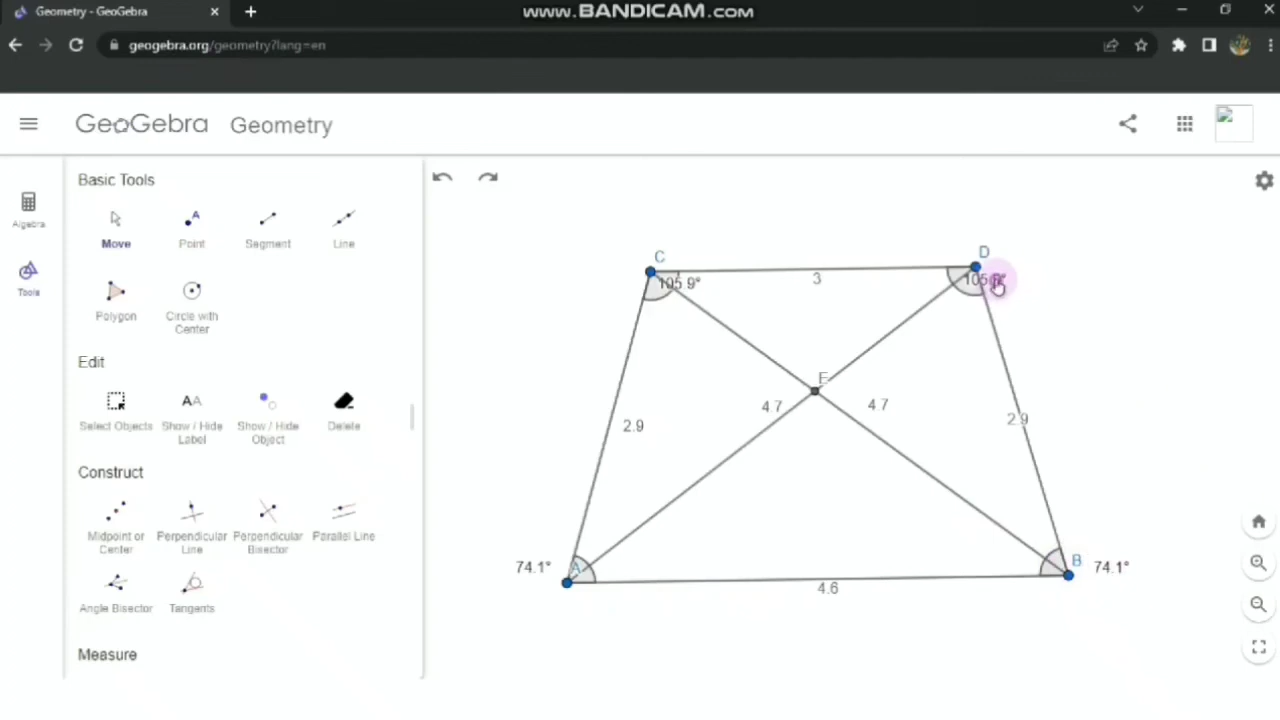 Geometry - GeoGebra
www.BANDICAM.com
geogebra.org/geometry?lang=en
GeoGebra Geometry
Algebra
Tools
Basic Tools
Move Point Segment Line
Polygon Circle with Center
Edit
Select Objects Show / Hide Label Show / Hide Object Delete
Construct
Midpoint or Center Perpendicular Line Perpendicular Bisector Parallel Line
Angle Bisector Tangents
Measure
C D
105.9°
3
E
4.7 4.7
2.9 2.9
74.1° A B 74.1°
4.6